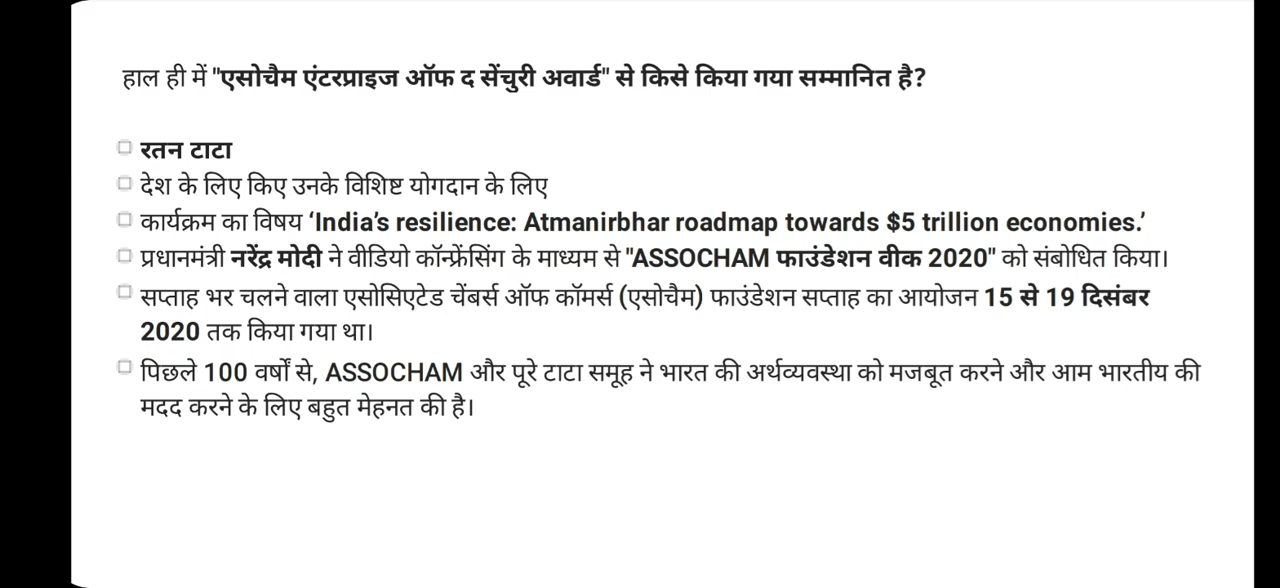 हाल ही में "एसोचैम एंटरप्राइज ऑफ द सेंचुरी अवार्ड" से किसे किया गया सम्मानित है?
रतन टाटा
देश के लिए किए उनके विशिष्ट योगदान के लिए
कार्यक्रम का विषय ‘India’s resilience: Atmanirbhar roadmap towards $5 trillion economies.’
प्रधानमंत्री नरेंद्र मोदी ने वीडियो कॉन्फ्रेंसिंग के माध्यम से "ASSOCHAM फाउंडेशन वीक 2020" को संबोधित किया।
सप्ताह भर चलने वाला एसोसिएटेड चेंबर्स ऑफ कॉमर्स (एसोचैम) फाउंडेशन सप्ताह का आयोजन 15 से 19 दिसंबर
2020 तक किया गया था।
पिछले 100 वर्षों से, ASSOCHAM और पूरे टाटा समूह ने भारत की अर्थव्यवस्था को मजबूत करने और आम भारतीय की
मदद करने के लिए बहुत मेहनत की है।